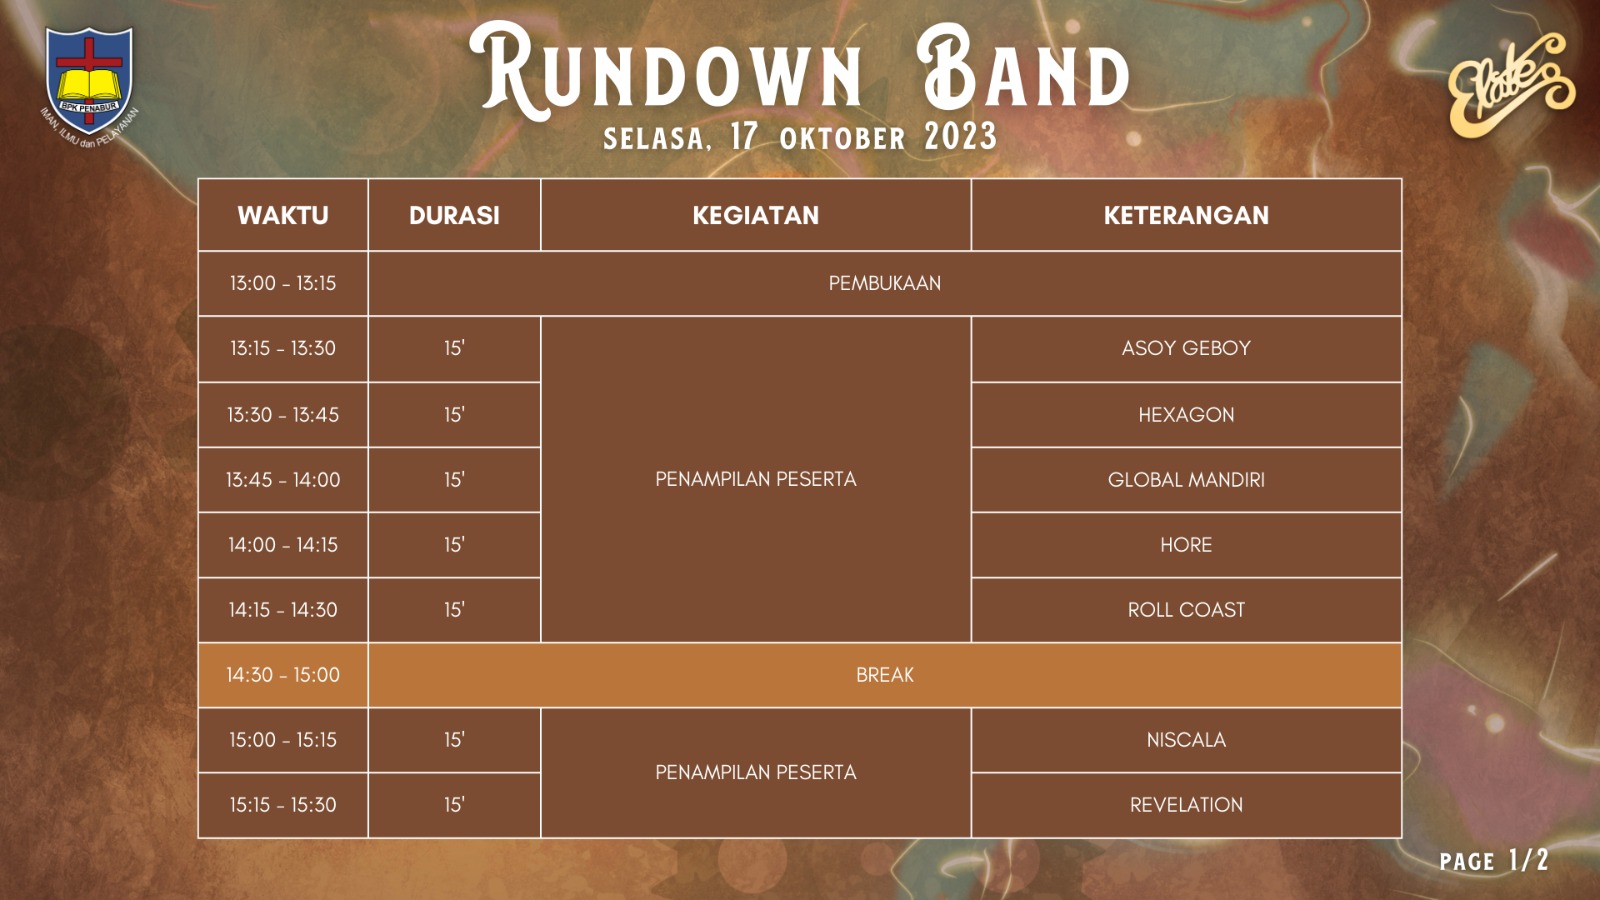 RUNDOWN BAND
SELASA, 17 OKTOBER 2023
BPK PENABUR
IMAN, ILMU dan PELAYANAN
WAKTU DURASI KEGIATAN KETERANGAN
13:00 - 13:15 PEMBUKAAN
13:15 - 13:30 15' ASOY GEBOY
13:30 - 13:45 15' HEXAGON
13:45 - 14:00 15' PENAMPILAN PESERTA GLOBAL MANDIRI
14:00 - 14:15 15' HORE
14:15 - 14:30 15' ROLL COAST
14:30 - 15:00 BREAK
15:00 - 15:15 15' NISCALA
PENAMPILAN PESERTA
15:15 - 15:30 15' REVELATION
PAGE 1/2